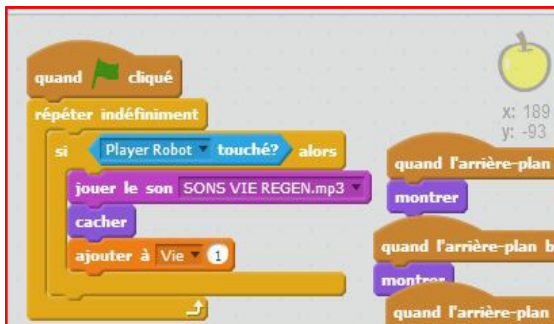 quand cliqué
répéter indéfiniment
si Player Robot touché? alors
jouer le son SONS VIE REGEN.mp3
cacher
ajouter à Vie 1
x: 189
y: -93
quand l'arrière-plan
montrer
quand l'arrière-plan b
montrer
quand l'arrière-plan